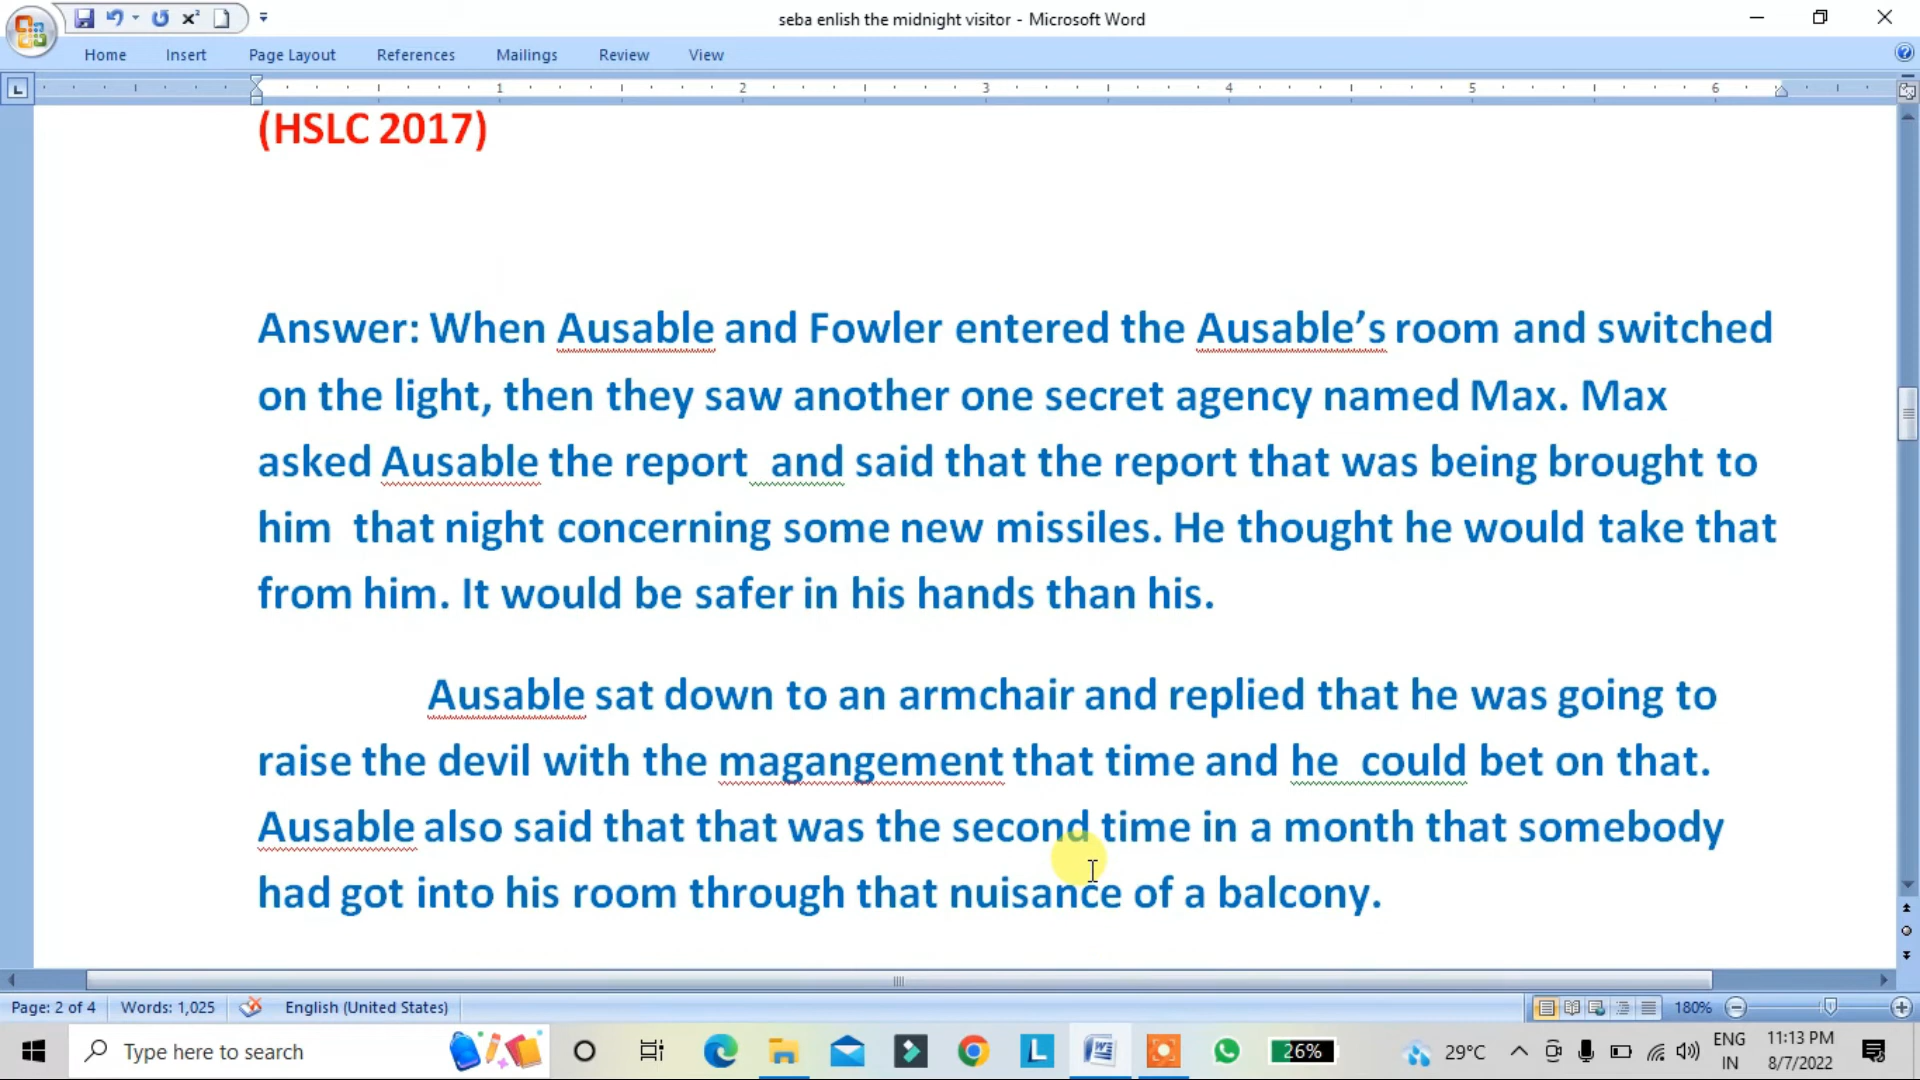 seba enlish the midnight visitor - Microsoft Word
Home Insert Page Layout References Mailings Review View
1 2 3 4 5 6
(HSLC 2017)
Answer: When Ausable and Fowler entered the Ausable’s room and switched
on the light, then they saw another one secret agency named Max. Max
asked Ausable the report and said that the report that was being brought to
him that night concerning some new missiles. He thought he would take that
from him. It would be safer in his hands than his.
Ausable sat down to an armchair and replied that he was going to
raise the devil with the magangement that time and he could bet on that.
Ausable also said that that was the second time in a month that somebody
had got into his room through that nuisance of a balcony.
Page: 2 of 4 Words: 1,025 English (United States) 180%
Type here to search 26% 29°C ENG 11:13 PM
IN 8/7/2022